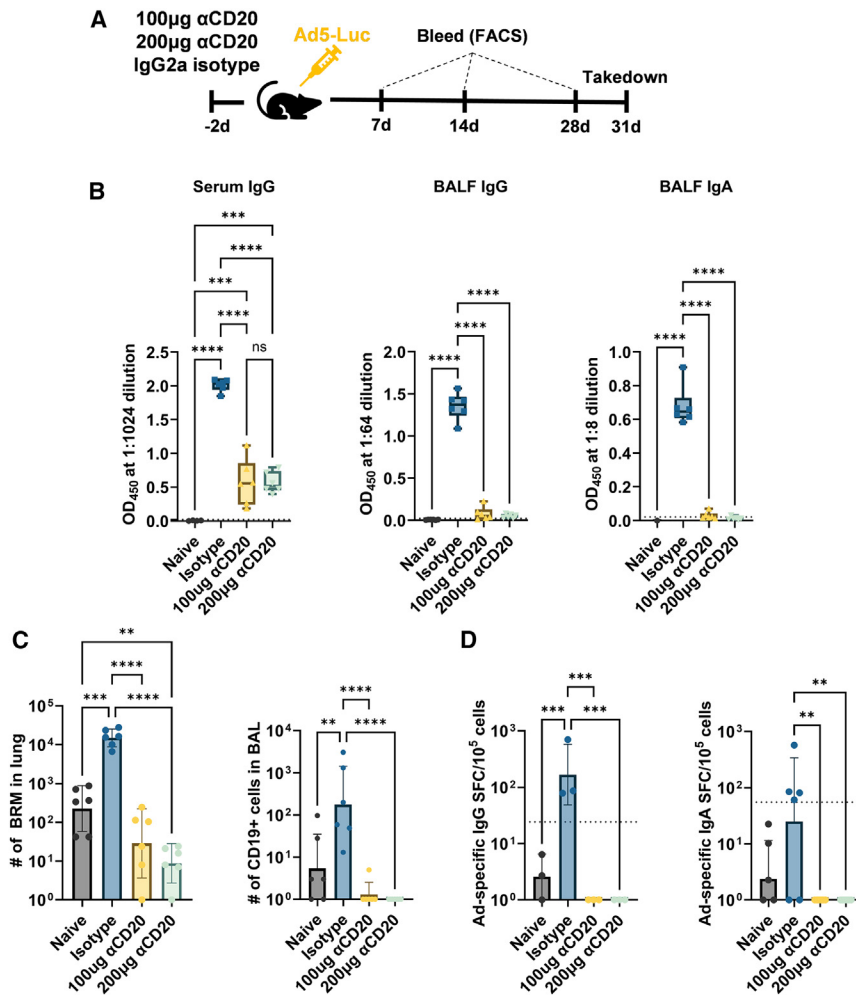 A
100µg αCD20
200µg αCD20
IgG2a isotype
Ad5-Luc
Bleed (FACS)
Takedown
-2d
7d
14d
28d
31d
B
Serum IgG
BALF IgG
BALF IgA
***
****
***
****
****
ns
OD450 at 1:1024 dilution
2.5
2.0
1.5
1.0
0.5
0.0
Naive
Isotype
100ug αCD20
200µg αCD20
****
****
****
OD450 at 1:64 dilution
2.0
1.5
1.0
0.5
0.0
Naive
Isotype
100ug αCD20
200µg αCD20
****
****
****
OD450 at 1:8 dilution
1.0
0.8
0.6
0.4
0.2
0.0
Naive
Isotype
100ug αCD20
200µg αCD20
C
**
****
***
****
# of BRM in lung
10^5
10^4
10^3
10^2
10^1
10^0
Naive
Isotype
100ug αCD20
200µg αCD20
****
**
****
# of CD19+ cells in BAL
10^4
10^3
10^2
10^1
10^0
Naive
Isotype
100ug αCD20
200µg αCD20
D
***
***
***
Ad-specific IgG SFC/10^5 cells
10^3
10^2
10^1
10^0
Naive
Isotype
100ug αCD20
200µg αCD20
**
**
Ad-specific IgA SFC/10^5 cells
10^3
10^2
10^1
10^0
Naive
Isotype
100ug αCD20
200µg αCD20